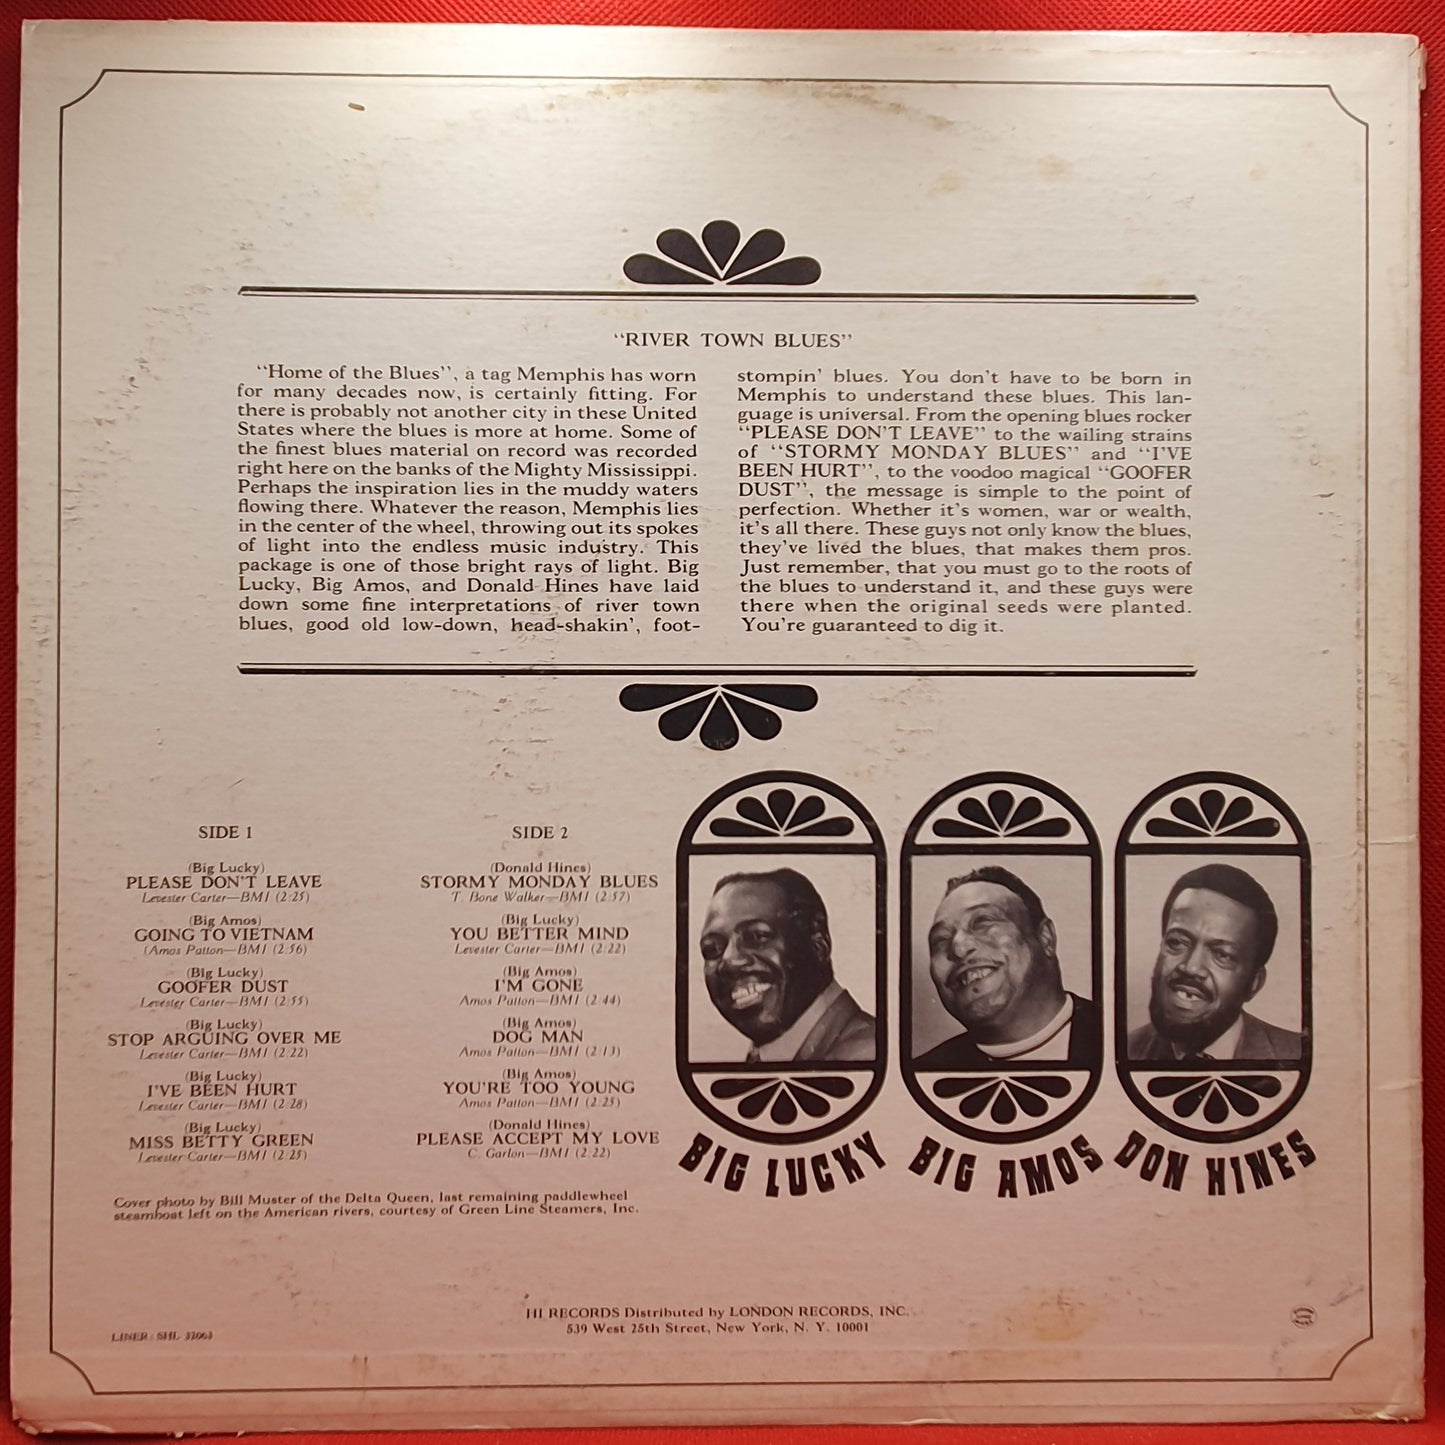 "RIVER TOWN BLUES"
"Home of the Blues", a tag Memphis has worn
for many decades now, is certainly fitting. For
there is probably not another city in these United
States where the blues is more at home. Some of
the finest blues material on record was recorded
right here on the banks of the Mighty Mississippi.
Perhaps the inspiration lies in the muddy waters
flowing there. Whatever the reason, Memphis lies
in the center of the wheel, throwing out its spokes
of light into the endless music industry. This
package is one of those bright rays of light. Big
Lucky, Big Amos, and Donald Hines have laid
down some fine interpretations of river town
blues, good old low-down, head-shakin', foot-
stompin' blues. You don't have to be born in
Memphis to understand these blues. This lan-
guage is universal. From the opening blues rocker
"PLEASE DON'T LEAVE" to the wailing strains
of "STORMY MONDAY BLUES" and "I'VE
BEEN HURT", to the voodoo magical "GOOFER
DUST", the message is simple to the point of
perfection. Whether it's women, war or wealth,
it's all there. These guys not only know the blues,
they've lived the blues, that makes them pros.
Just remember, that you must go to the roots of
the blues to understand it, and these guys were
there when the original seeds were planted.
You're guaranteed to dig it.
SIDE 1
(Big Lucky)
PLEASE DON'T LEAVE
Levester Carter—BMI (2:25)
(Big Amos)
GOING TO VIETNAM
(Amos Patton—BMI (2:56)
(Big Lucky)
GOOFER DUST
Levester Carter—BMI (2:55)
(Big Lucky)
STOP ARGUING OVER ME
Levester Carter—BMI (2:22)
(Big Lucky)
I'VE BEEN HURT
Levester Carter—BMI (2:28)
(Big Lucky)
MISS BETTY GREEN
Levester Carter—BMI (2:25)
SIDE 2
(Donald Hines)
STORMY MONDAY BLUES
T. Bone Walker—BMI (2:57)
(Big Lucky)
YOU BETTER MIND
Levester Carter—BMI (2:22)
(Big Amos)
I'M GONE
Amos Patton—BMI (2:44)
(Big Amos)
DOG MAN
Amos Patton—BMI (2:13)
(Big Amos)
YOU'RE TOO YOUNG
Amos Patton—BMI (2:25)
(Donald Hines)
PLEASE ACCEPT MY LOVE
C. Garlon—BMI (2:22)
BIG LUCKY
BIG AMOS
DON HINES
Cover photo by Bill Muster of the Delta Queen, last remaining paddlewheel
steamboat left on the American rivers, courtesy of Green Line Steamers, Inc.
HI RECORDS Distributed by LONDON RECORDS, INC.
539 West 25th Street, New York, N. Y. 10001
LINER: SHL 32063